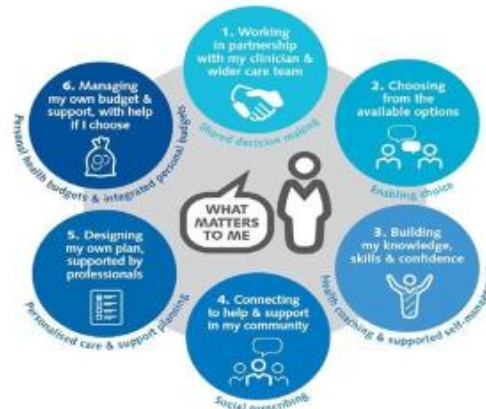 1. Working
in partnership
with my clinician &
wider care team
Shared decision making
2. Choosing
from the
available options
Enabling choice
3. Building
my knowledge,
skills & confidence
Health coaching & supported
4. Connecting
to help & support
in my community
Social prescribing
5. Designing
my own plan,
supported by
professionals
Personalised care & support planning
6. Managing
my own budget &
support, with help
if I choose
Personal health budgets & integrated personal budgets
WHAT
MATTERS
TO ME